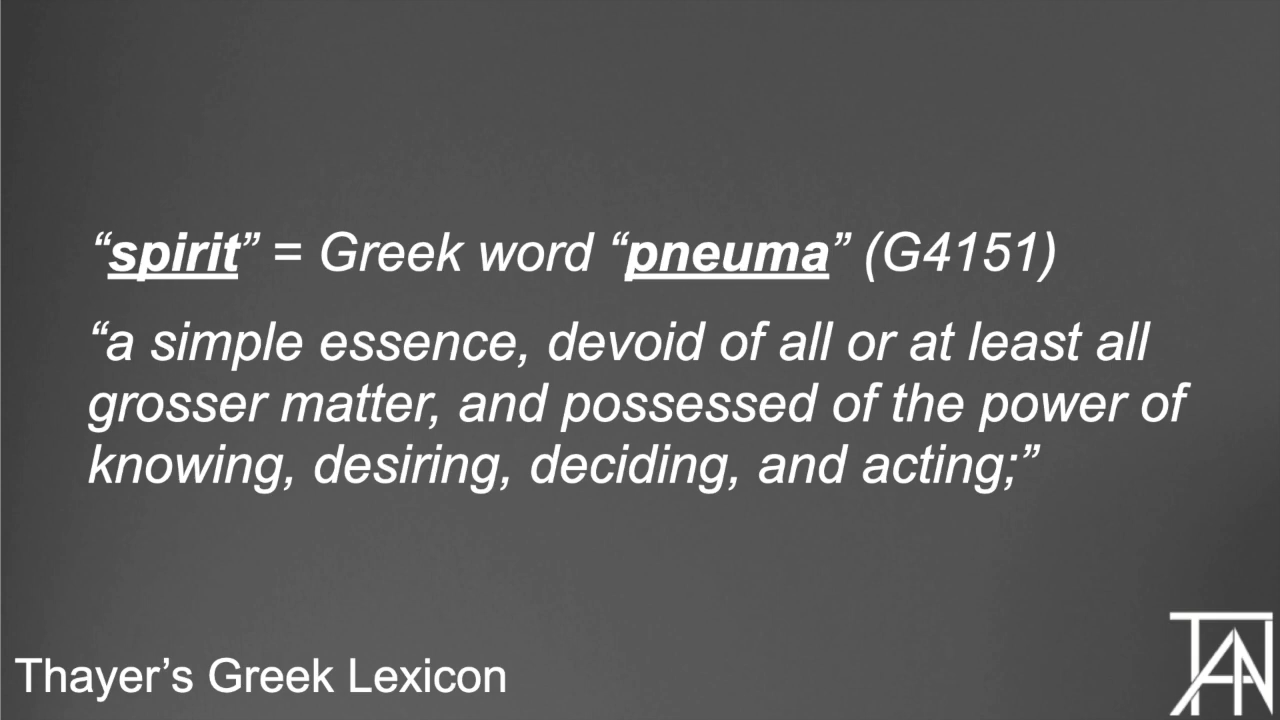 “spirit” = Greek word “pneuma” (G4151)
“a simple essence, devoid of all or at least all
grosser matter, and possessed of the power of
knowing, desiring, deciding, and acting;”
Thayer’s Greek Lexicon
TAN